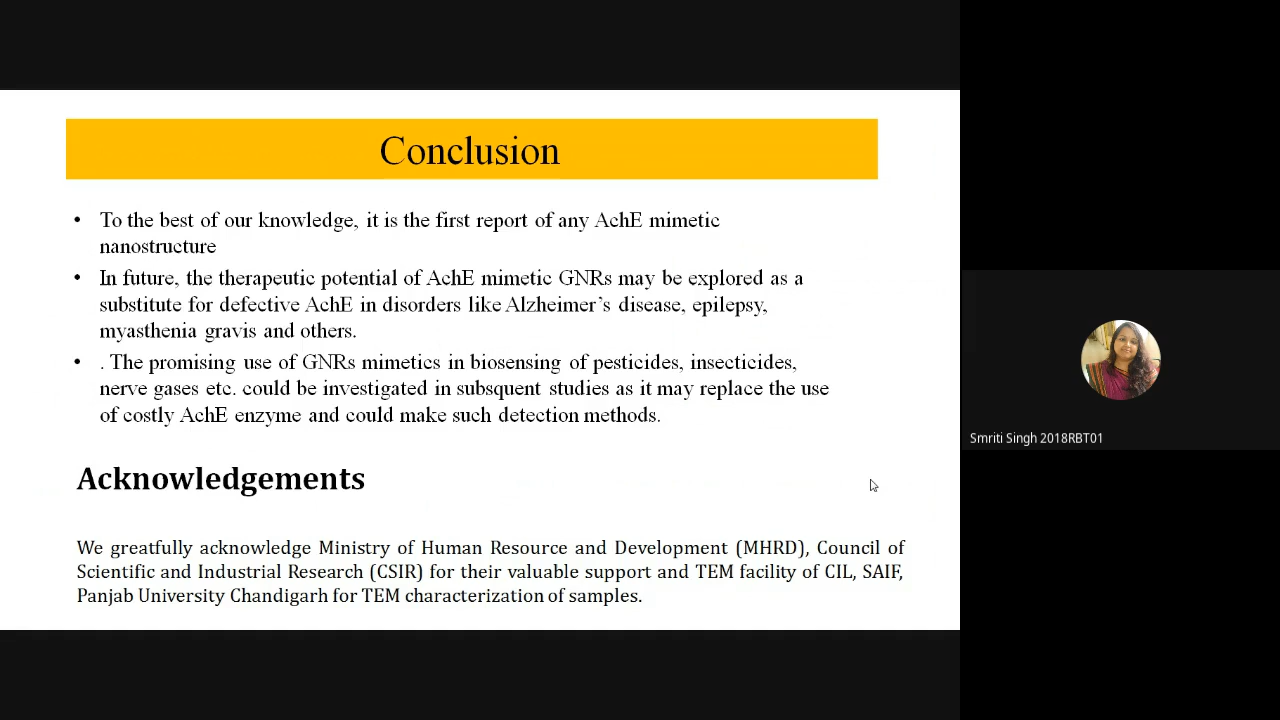 Conclusion
• To the best of our knowledge, it is the first report of any AchE mimetic
nanostructure
• In future, the therapeutic potential of AchE mimetic GNRs may be explored as a
substitute for defective AchE in disorders like Alzheimer’s disease, epilepsy,
myasthenia gravis and others.
• . The promising use of GNRs mimetics in biosensing of pesticides, insecticides,
nerve gases etc. could be investigated in subsquent studies as it may replace the use
of costly AchE enzyme and could make such detection methods.
Acknowledgements
We greatfully acknowledge Ministry of Human Resource and Development (MHRD), Council of
Scientific and Industrial Research (CSIR) for their valuable support and TEM facility of CIL, SAIF,
Panjab University Chandigarh for TEM characterization of samples.
Smriti Singh 2018RBT01